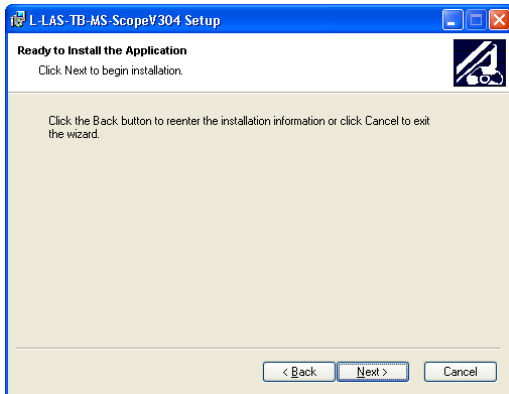 L-LAS-TB-MS-ScopeV304 Setup
Ready to Install the Application
Click Next to begin installation.
Click the Back button to reenter the installation information or click Cancel to exit
the wizard.
< Back Next > Cancel